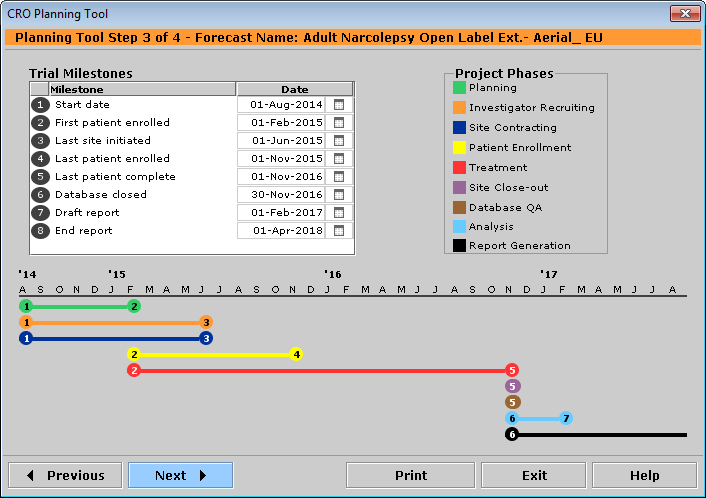 CRO Planning Tool
Planning Tool Step 3 of 4 - Forecast Name: Adult Narcolepsy Open Label Ext.- Aerial_ EU
Trial Milestones
Milestone Date
1 Start date 01-Aug-2014
2 First patient enrolled 01-Feb-2015
3 Last site initiated 01-Jun-2015
4 Last patient enrolled 01-Nov-2015
5 Last patient complete 01-Nov-2016
6 Database closed 30-Nov-2016
7 Draft report 01-Feb-2017
8 End report 01-Apr-2018
Project Phases
Planning
Investigator Recruiting
Site Contracting
Patient Enrollment
Treatment
Site Close-out
Database QA
Analysis
Report Generation
'14 '15 '16 '17
A S O N D J F M A M J J A S O N D J F M A M J J A S O N D J F M A M J J A
1 2
1 3
1 3
2 4
2 5
5
5
6 7
6
Previous Next Print Exit Help